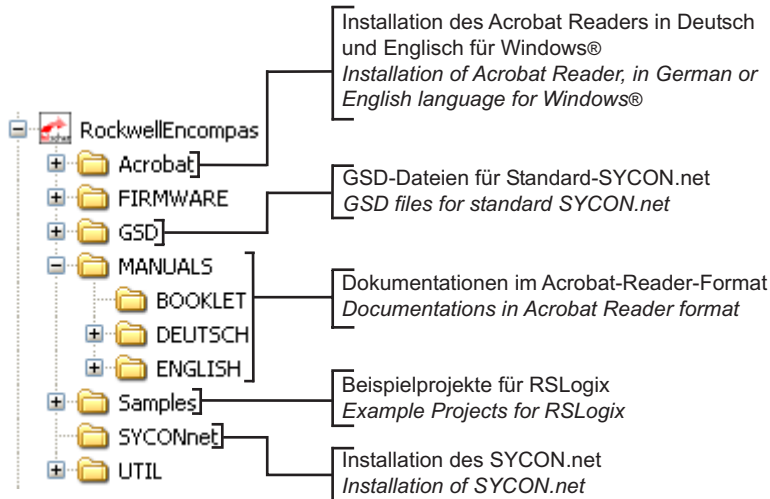 Installation des Acrobat Readers in Deutsch
und Englisch für Windows®
Installation of Acrobat Reader, in German or
English language for Windows®
RockwellEncompas
Acrobat
FIRMWARE
GSD-Dateien für Standard-SYCON.net
GSD files for standard SYCON.net
GSD
MANUALS
Dokumentationen im Acrobat-Reader-Format
Documentations in Acrobat Reader format
BOOKLET
DEUTSCH
ENGLISH
Beispielprojekte für RSLogix
Example Projects for RSLogix
Samples
SYCONnet
Installation des SYCON.net
Installation of SYCON.net
UTIL